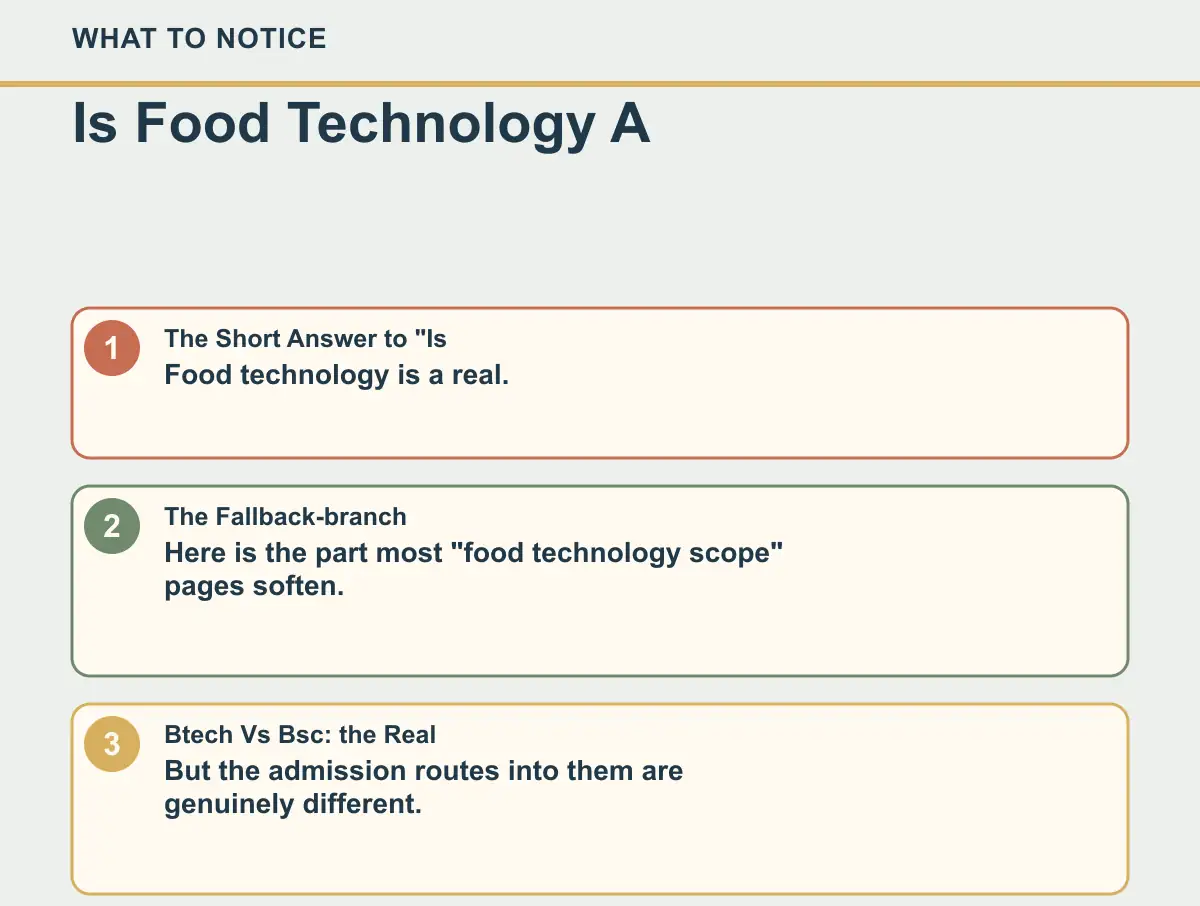 WHAT TO NOTICE
Is Food Technology A
1
The Short Answer to "Is
Food technology is a real.
2
The Fallback-branch
Here is the part most "food technology scope"
pages soften.
3
Btech Vs Bsc: the Real
But the admission routes into them are
genuinely different.